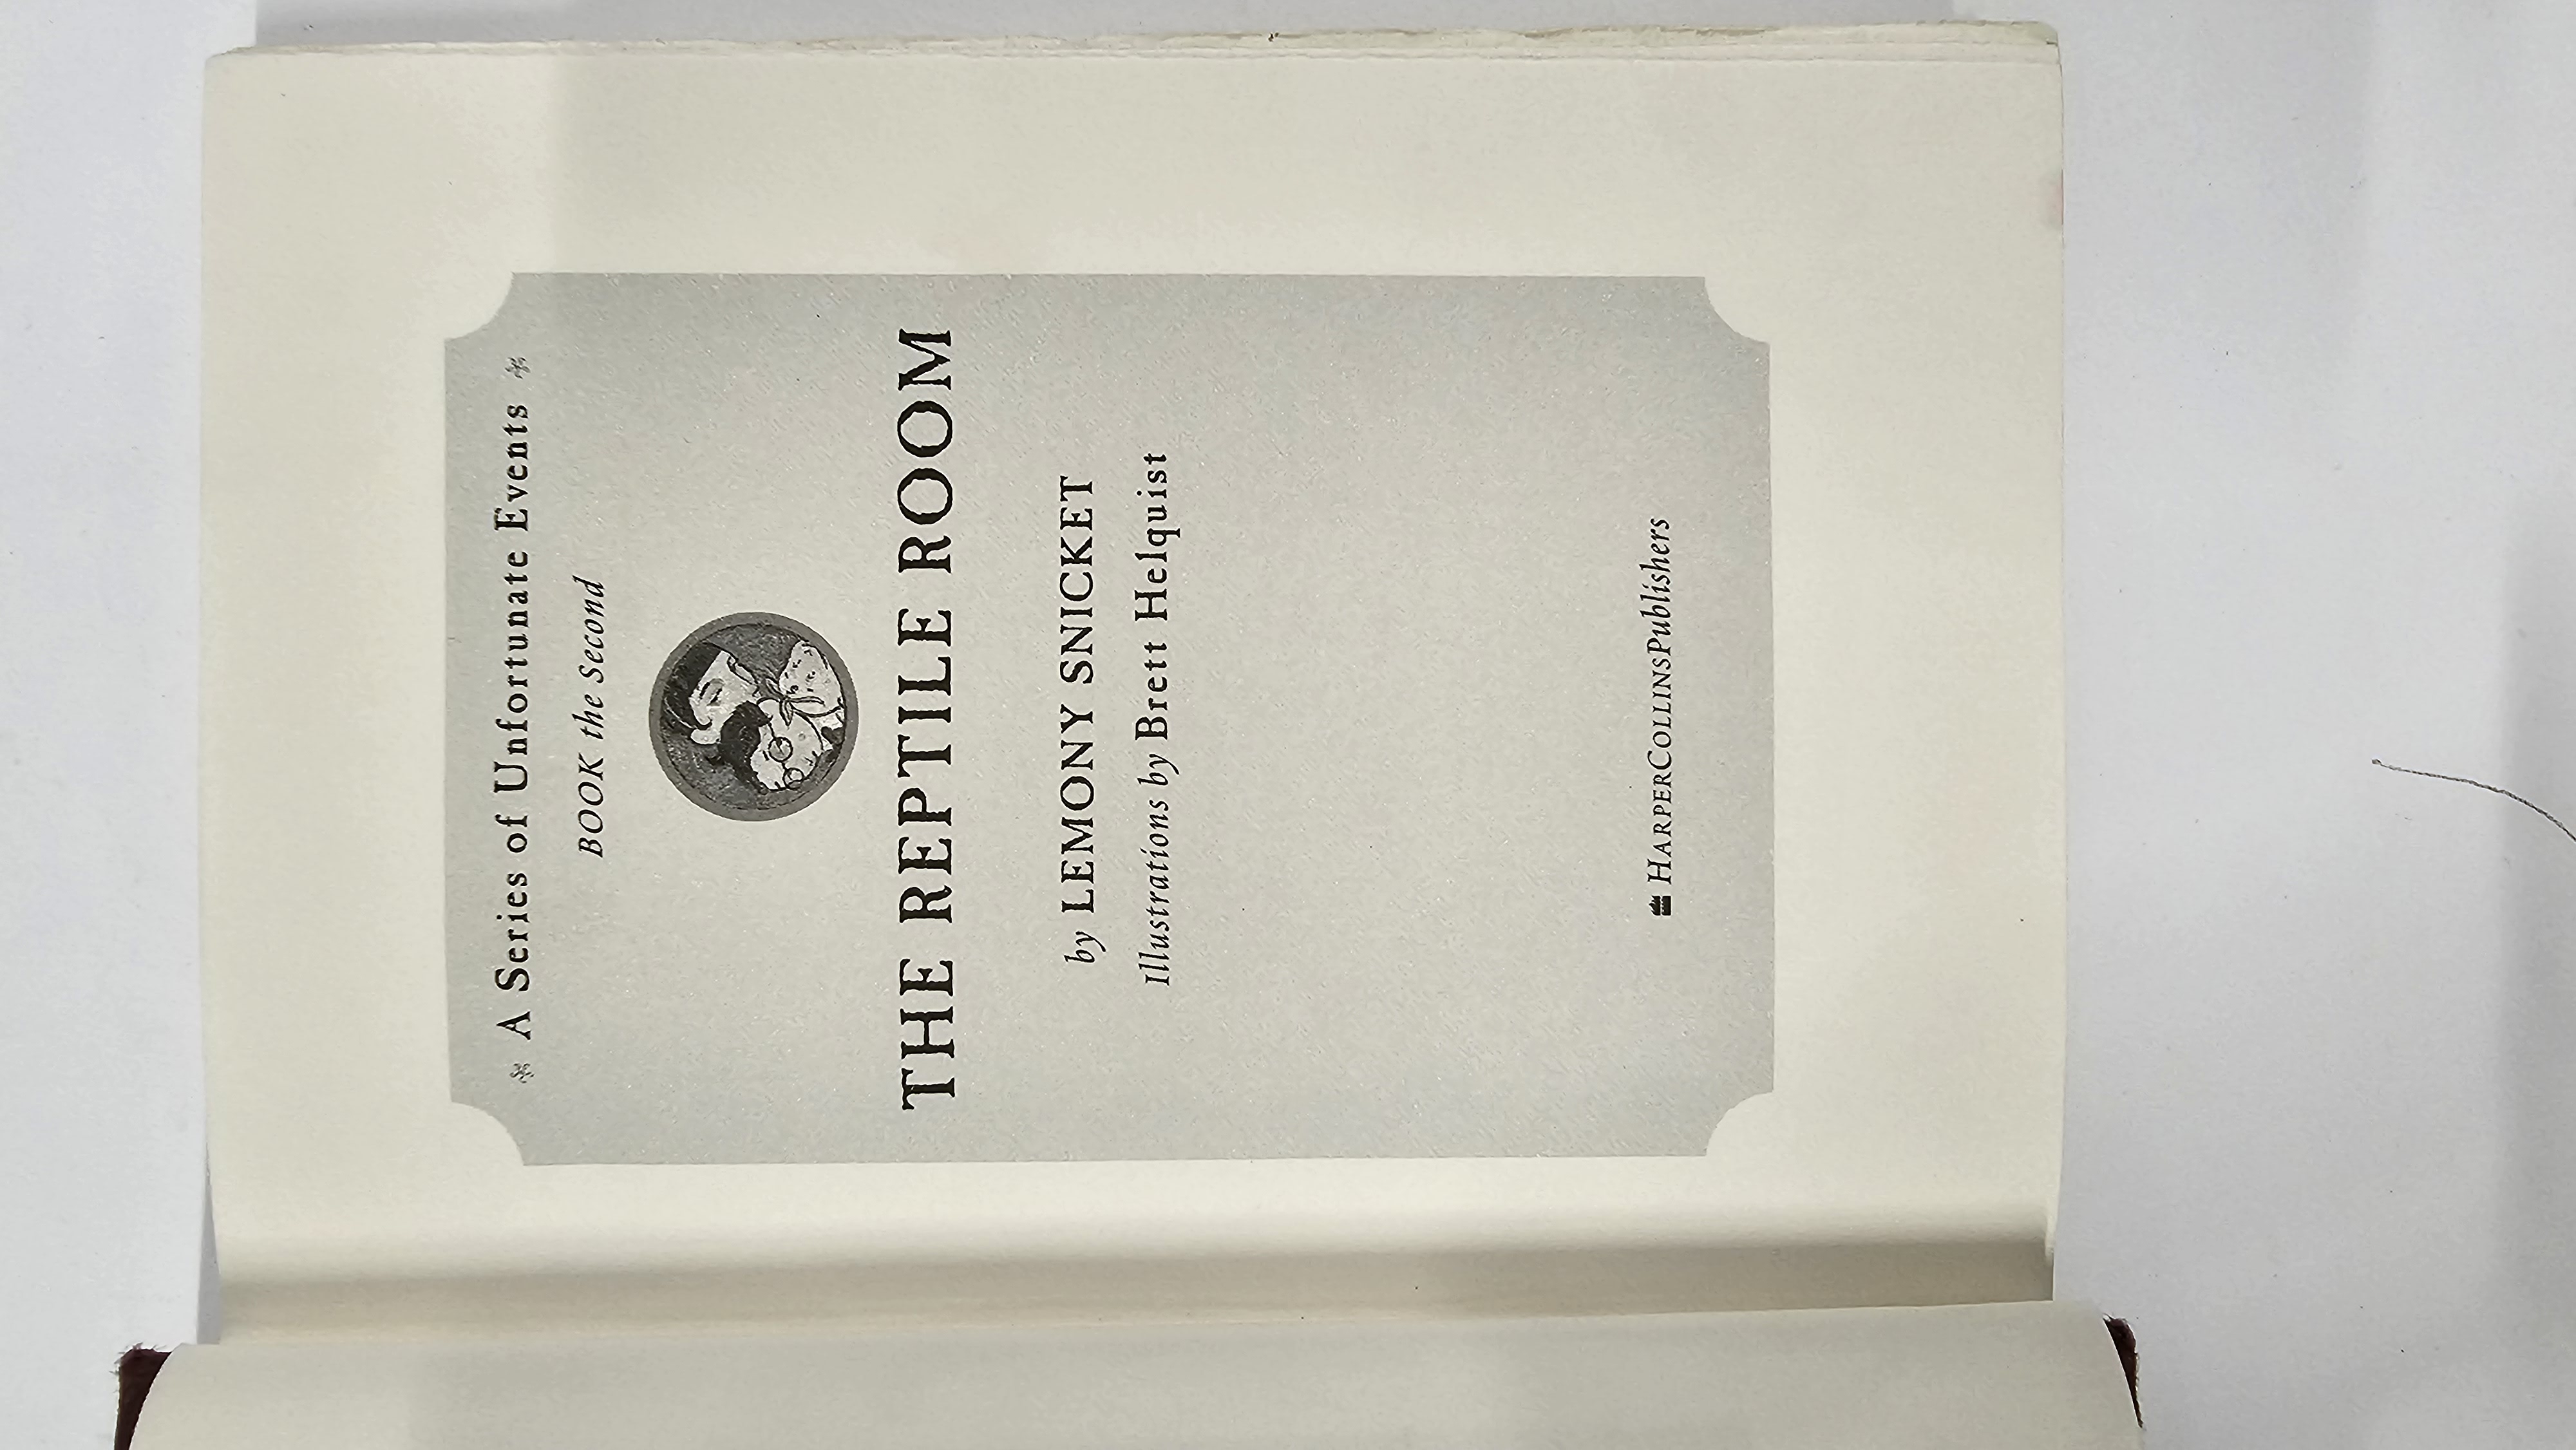 A Series of Unfortunate Events
BOOK the Second
THE REPTILE ROOM
by LEMONY SNICKET
Illustrations by Brett Helquist
HARPERCOLLINSPublishers